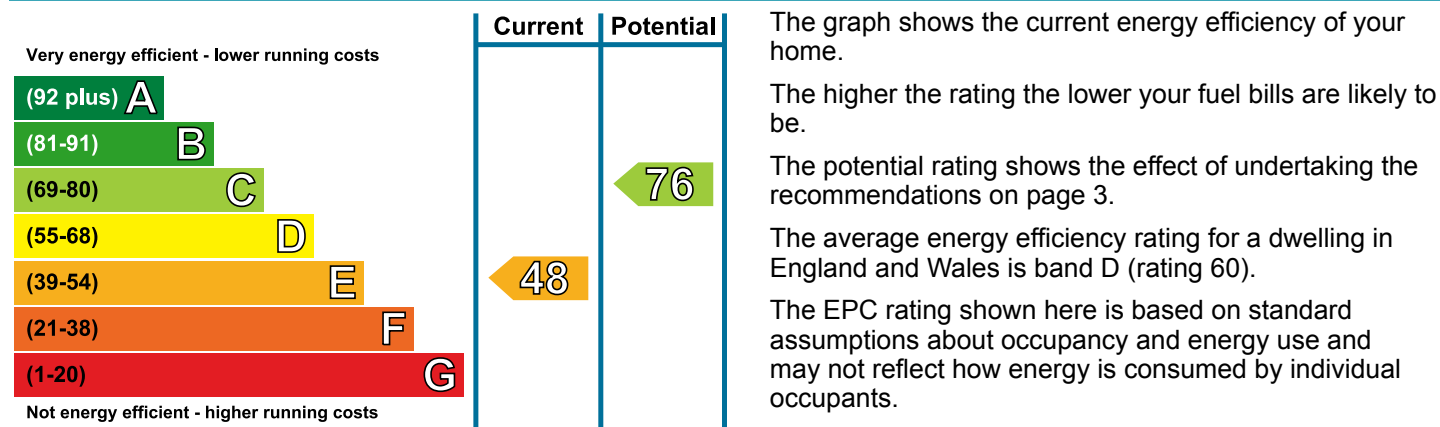 Current Potential
Very energy efficient - lower running costs
(92 plus) A
(81-91) B
(69-80) C
76
(55-68) D
(39-54) E
48
(21-38) F
(1-20) G
Not energy efficient - higher running costs
The graph shows the current energy efficiency of your
home.
The higher the rating the lower your fuel bills are likely to
be.
The potential rating shows the effect of undertaking the
recommendations on page 3.
The average energy efficiency rating for a dwelling in
England and Wales is band D (rating 60).
The EPC rating shown here is based on standard
assumptions about occupancy and energy use and
may not reflect how energy is consumed by individual
occupants.